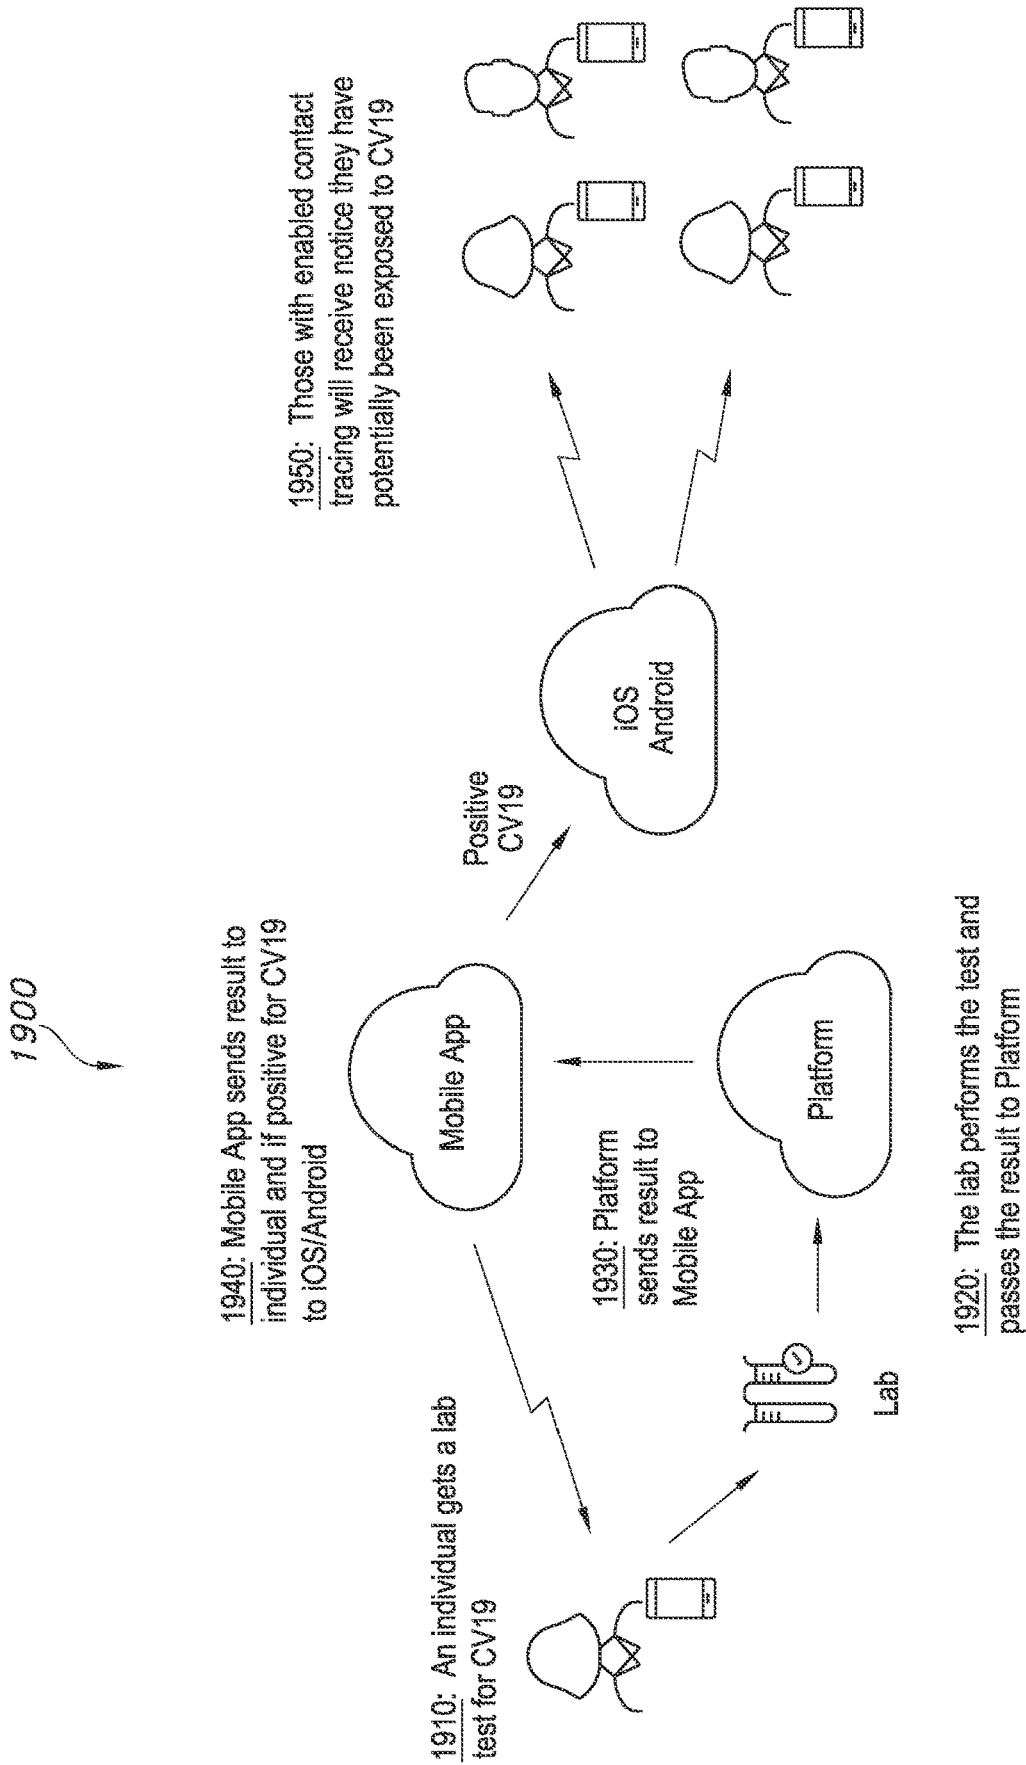 1900
1940: Mobile App sends result to
individual and if positive for CV19
to iOS/Android
1950: Those with enabled contact
tracing will receive notice they have
potentially been exposed to CV19
1910: An individual gets a lab
test for CV19
Mobile App
Positive
CV19
iOS
Android
1930: Platform
sends result to
Mobile App
Platform
Lab
1920: The lab performs the test and
passes the result to Platform